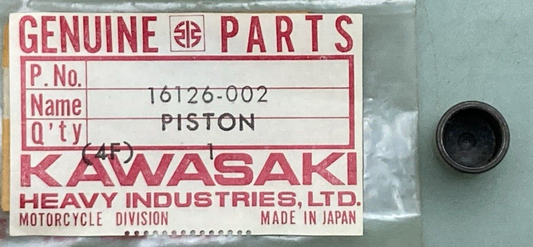 GENUINE PARTS
P. No. 16126-002
Name PISTON
Q'ty 1
(4F)
KAWASAKI
HEAVY INDUSTRIES, LTD.
MOTORCYCLE DIVISION MADE IN JAPAN